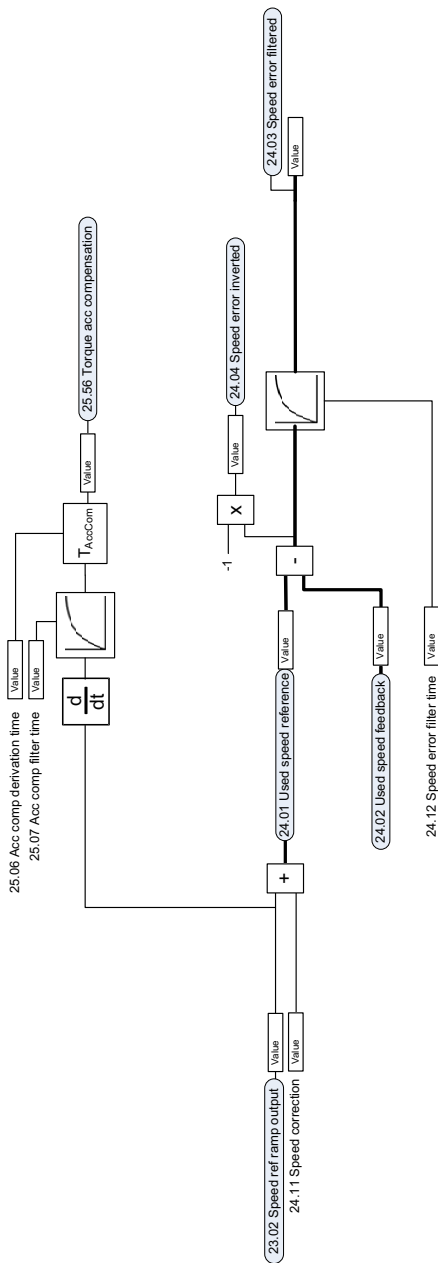 25.06 Acc comp derivation time
Value
25.07 Acc comp filter time
Value
d
dt
TAccCom
Value
25.56 Torque acc compensation
23.02 Speed ref ramp output
Value
24.11 Speed correction
Value
+
24.01 Used speed reference
Value
24.02 Used speed feedback
Value
-
-1
x
Value
24.04 Speed error inverted
24.12 Speed error filter time
Value
Value
24.03 Speed error filtered